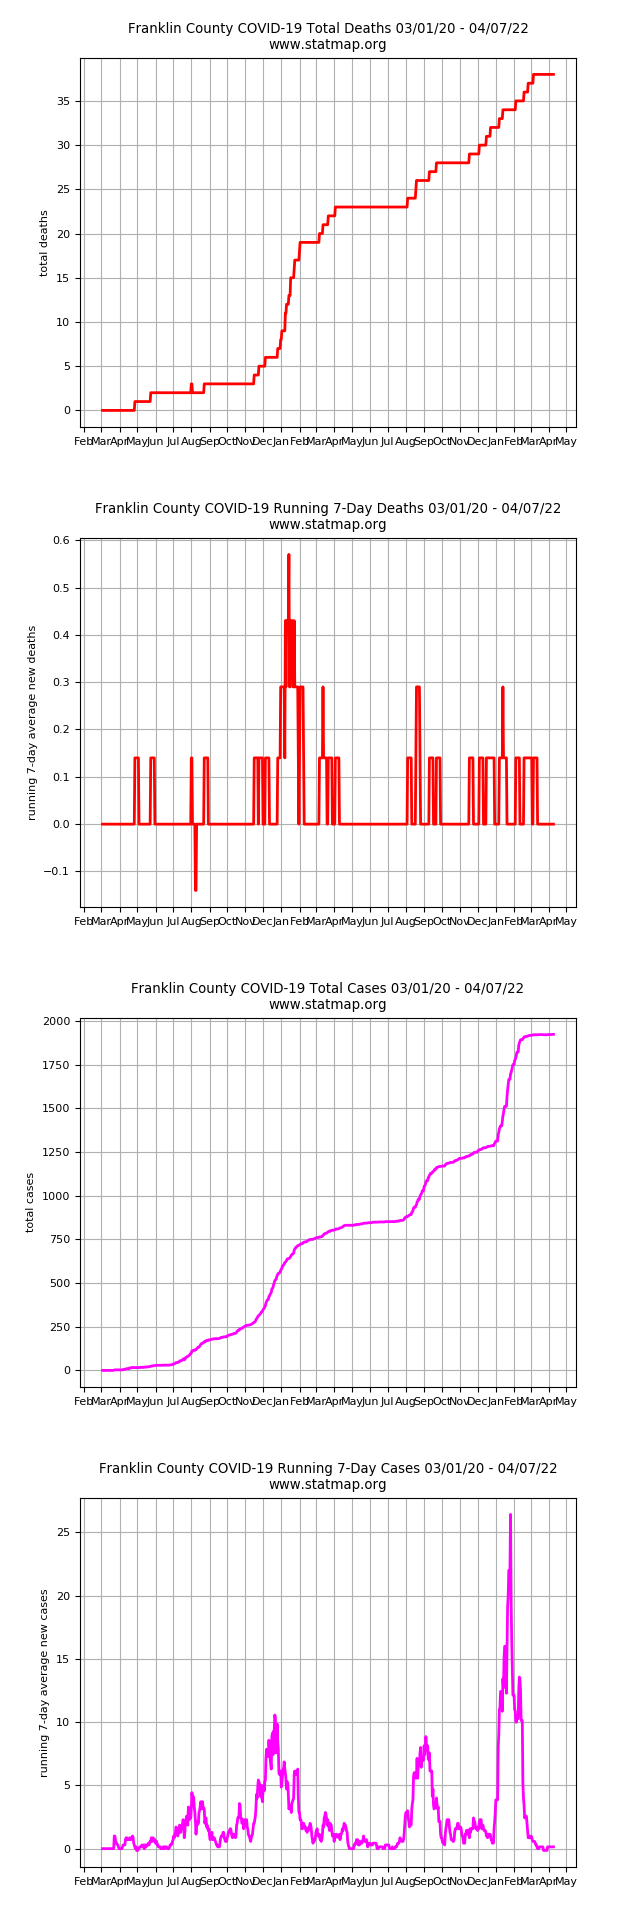 Franklin County COVID-19 Total Deaths 03/01/20 - 04/07/22
www.statmap.org
35
30
25
20
15
10
5
0
total deaths
Feb Mar Apr May Jun Jul Aug Sep Oct Nov Dec Jan Feb Mar Apr May Jun Jul Aug Sep Oct Nov Dec Jan Feb Mar Apr May
Franklin County COVID-19 Running 7-Day Deaths 03/01/20 - 04/07/22
www.statmap.org
0.6
0.5
0.4
0.3
0.2
0.1
0.0
−0.1
running 7-day average new deaths
Feb Mar Apr May Jun Jul Aug Sep Oct Nov Dec Jan Feb Mar Apr May Jun Jul Aug Sep Oct Nov Dec Jan Feb Mar Apr May
Franklin County COVID-19 Total Cases 03/01/20 - 04/07/22
www.statmap.org
2000
1750
1500
1250
1000
750
500
250
0
total cases
Feb Mar Apr May Jun Jul Aug Sep Oct Nov Dec Jan Feb Mar Apr May Jun Jul Aug Sep Oct Nov Dec Jan Feb Mar Apr May
Franklin County COVID-19 Running 7-Day Cases 03/01/20 - 04/07/22
www.statmap.org
25
20
15
10
5
0
running 7-day average new cases
Feb Mar Apr May Jun Jul Aug Sep Oct Nov Dec Jan Feb Mar Apr May Jun Jul Aug Sep Oct Nov Dec Jan Feb Mar Apr May